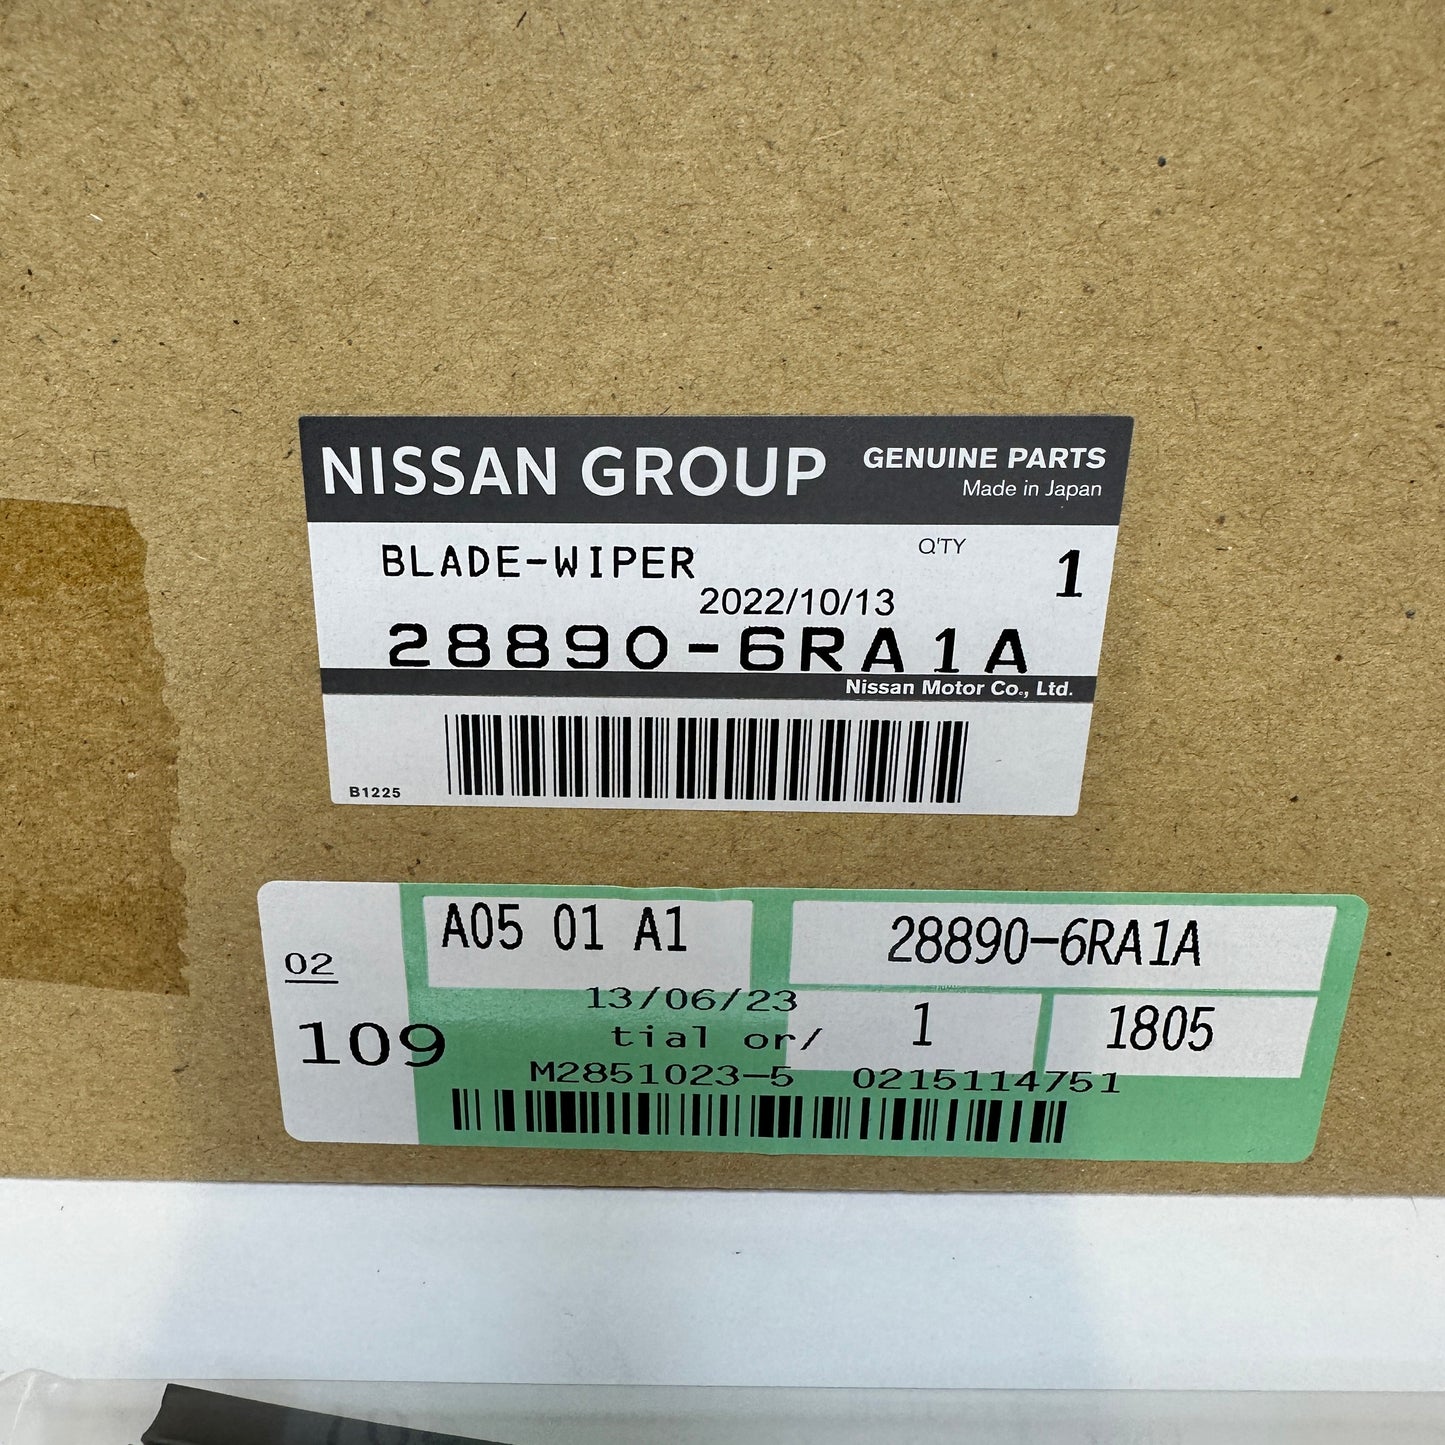 NISSAN GROUP GENUINE PARTS
Made in Japan
BLADE-WIPER Q'TY 1
2022/10/13
28890-6RA1A
Nissan Motor Co., Ltd.
B1225
A05 01 A1 28890-6RA1A
02
13/06/23
109 tial or/ 1 1805
M2851023-5 0215114751